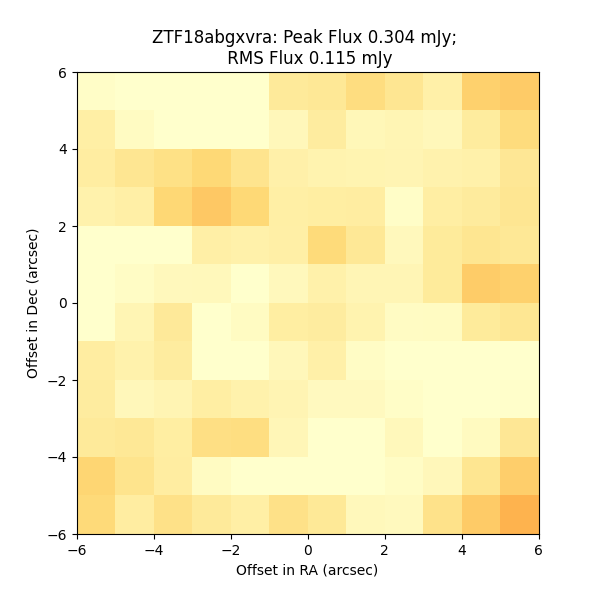 ZTF18abgxvra: Peak Flux 0.304 mJy;
RMS Flux 0.115 mJy
6
4
2
0
−2
−4
−6
Offset in Dec (arcsec)
−6 −4 −2 0 2 4 6
Offset in RA (arcsec)